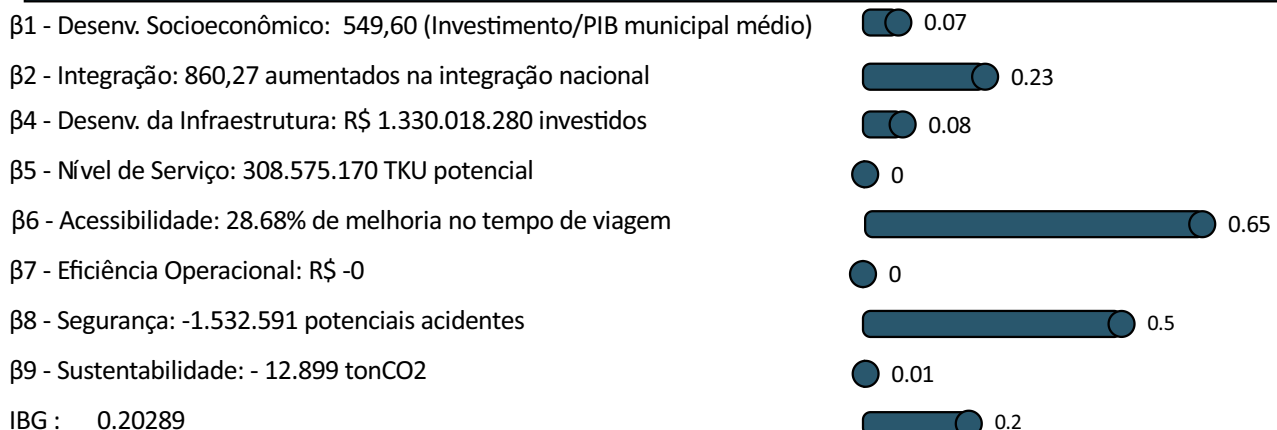 β1 - Desenv. Socioeconômico: 549,60 (Investimento/PIB municipal médio) 0.07
β2 - Integração: 860,27 aumentados na integração nacional 0.23
β4 - Desenv. da Infraestrutura: R$ 1.330.018.280 investidos 0.08
β5 - Nível de Serviço: 308.575.170 TKU potencial 0
β6 - Acessibilidade: 28.68% de melhoria no tempo de viagem 0.65
β7 - Eficiência Operacional: R$ -0 0
β8 - Segurança: -1.532.591 potenciais acidentes 0.5
β9 - Sustentabilidade: - 12.899 tonCO2 0.01
IBG : 0.20289 0.2